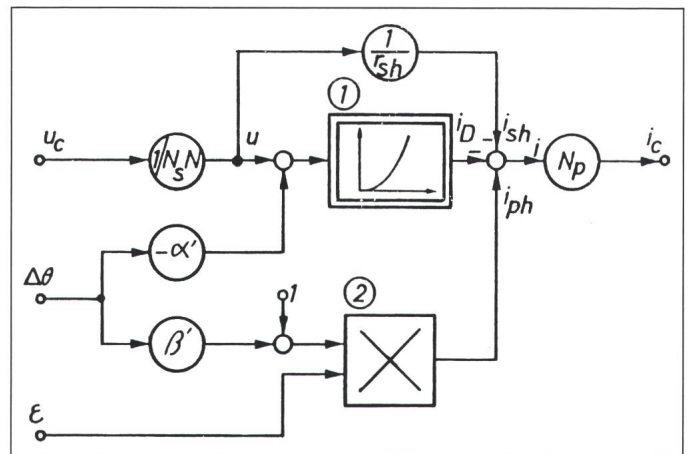 1
r_sh
①
u_c
1/N_sN
u
i_D
i_sh
i
N_p
i_c
i_ph
-α'
Δθ
1
②
β'
ε